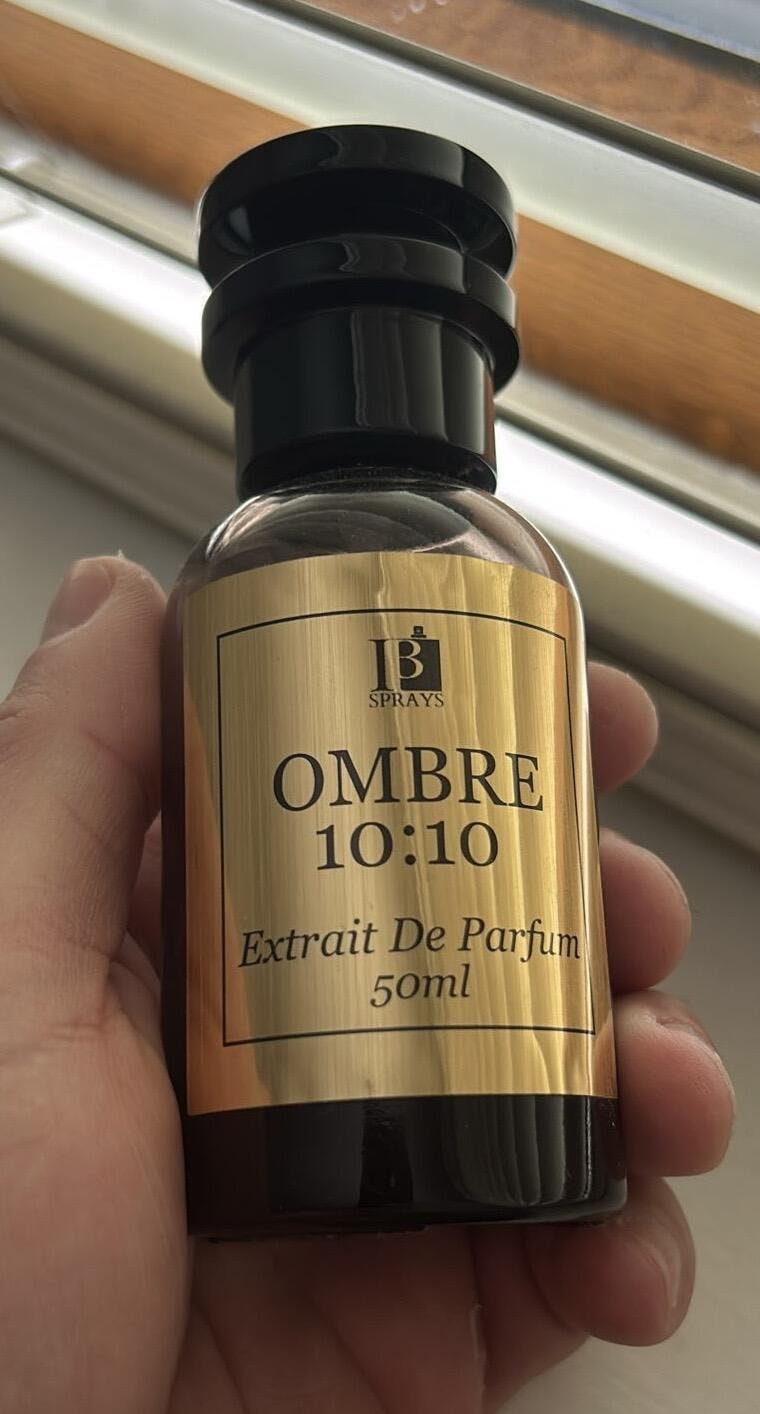 B
SPRAYS
OMBRE
10:10
Extrait De Parfum
50ml